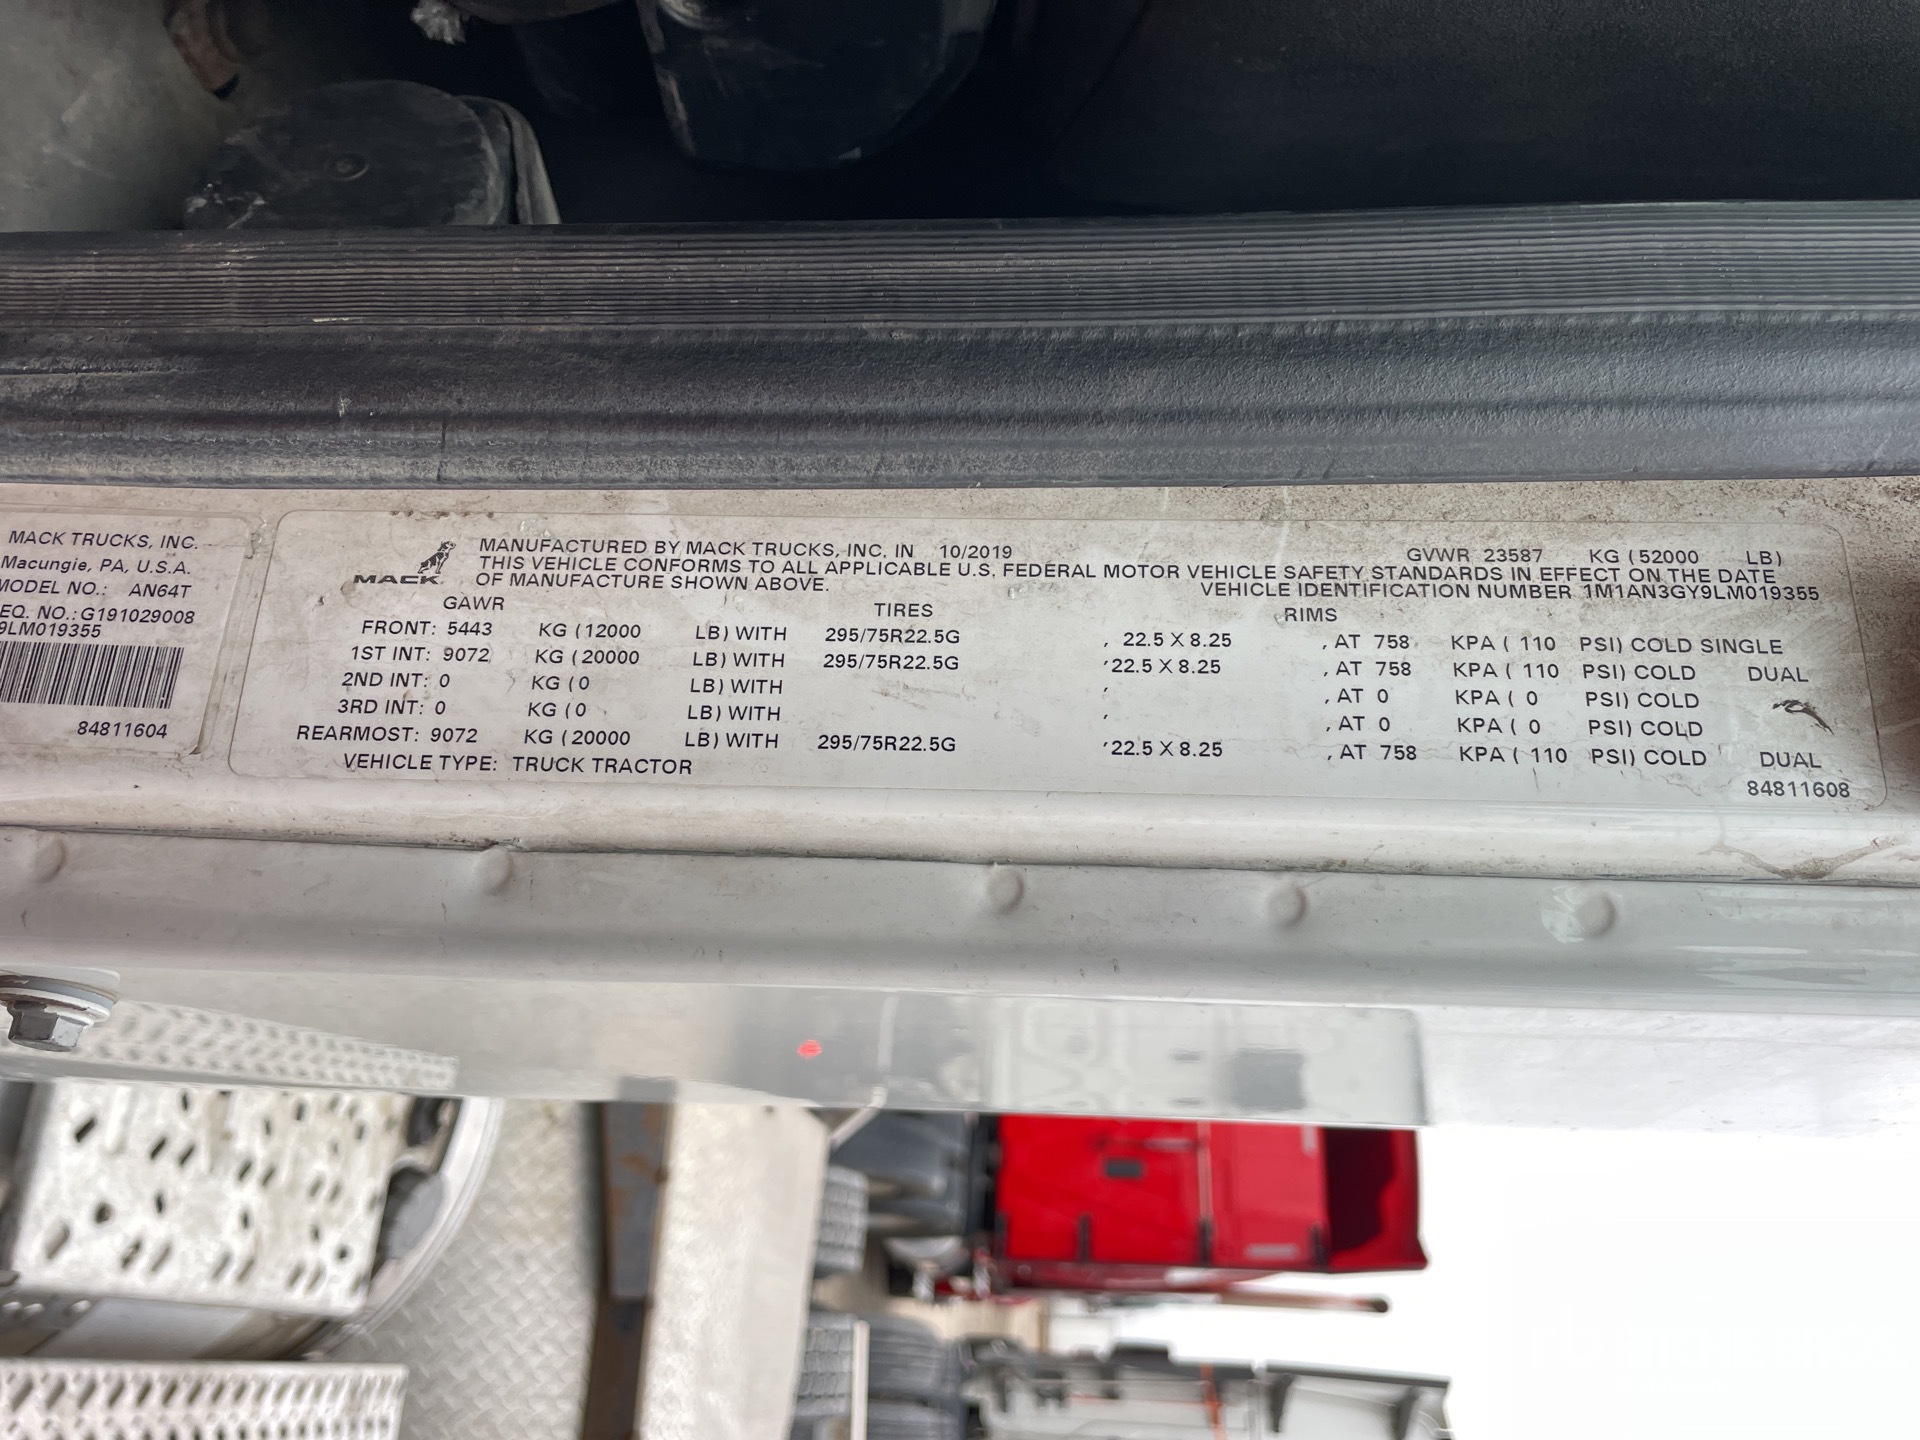 MACK TRUCKS, INC.
Macungie, PA, U.S.A.
MODEL NO.: AN64T
EQ. NO.: G191029008
9LM019355
84811604
MACK
MANUFACTURED BY MACK TRUCKS, INC. IN 10/2019 GVWR 23587 KG (52000 LB)
THIS VEHICLE CONFORMS TO ALL APPLICABLE U.S. FEDERAL MOTOR VEHICLE SAFETY STANDARDS IN EFFECT ON THE DATE
OF MANUFACTURE SHOWN ABOVE. VEHICLE IDENTIFICATION NUMBER 1M1AN3GY9LM019355
GAWR TIRES RIMS
FRONT: 5443 KG (12000 LB) WITH 295/75R22.5G , 22.5 X 8.25 , AT 758 KPA ( 110 PSI) COLD SINGLE
1ST INT: 9072 KG (20000 LB) WITH 295/75R22.5G , 22.5 X 8.25 , AT 758 KPA ( 110 PSI) COLD DUAL
2ND INT: 0 KG (0 LB) WITH , , AT 0 KPA ( 0 PSI) COLD
3RD INT: 0 KG (0 LB) WITH , , AT 0 KPA ( 0 PSI) COLD
REARMOST: 9072 KG (20000 LB) WITH 295/75R22.5G , 22.5 X 8.25 , AT 758 KPA ( 110 PSI) COLD DUAL
VEHICLE TYPE: TRUCK TRACTOR
84811608